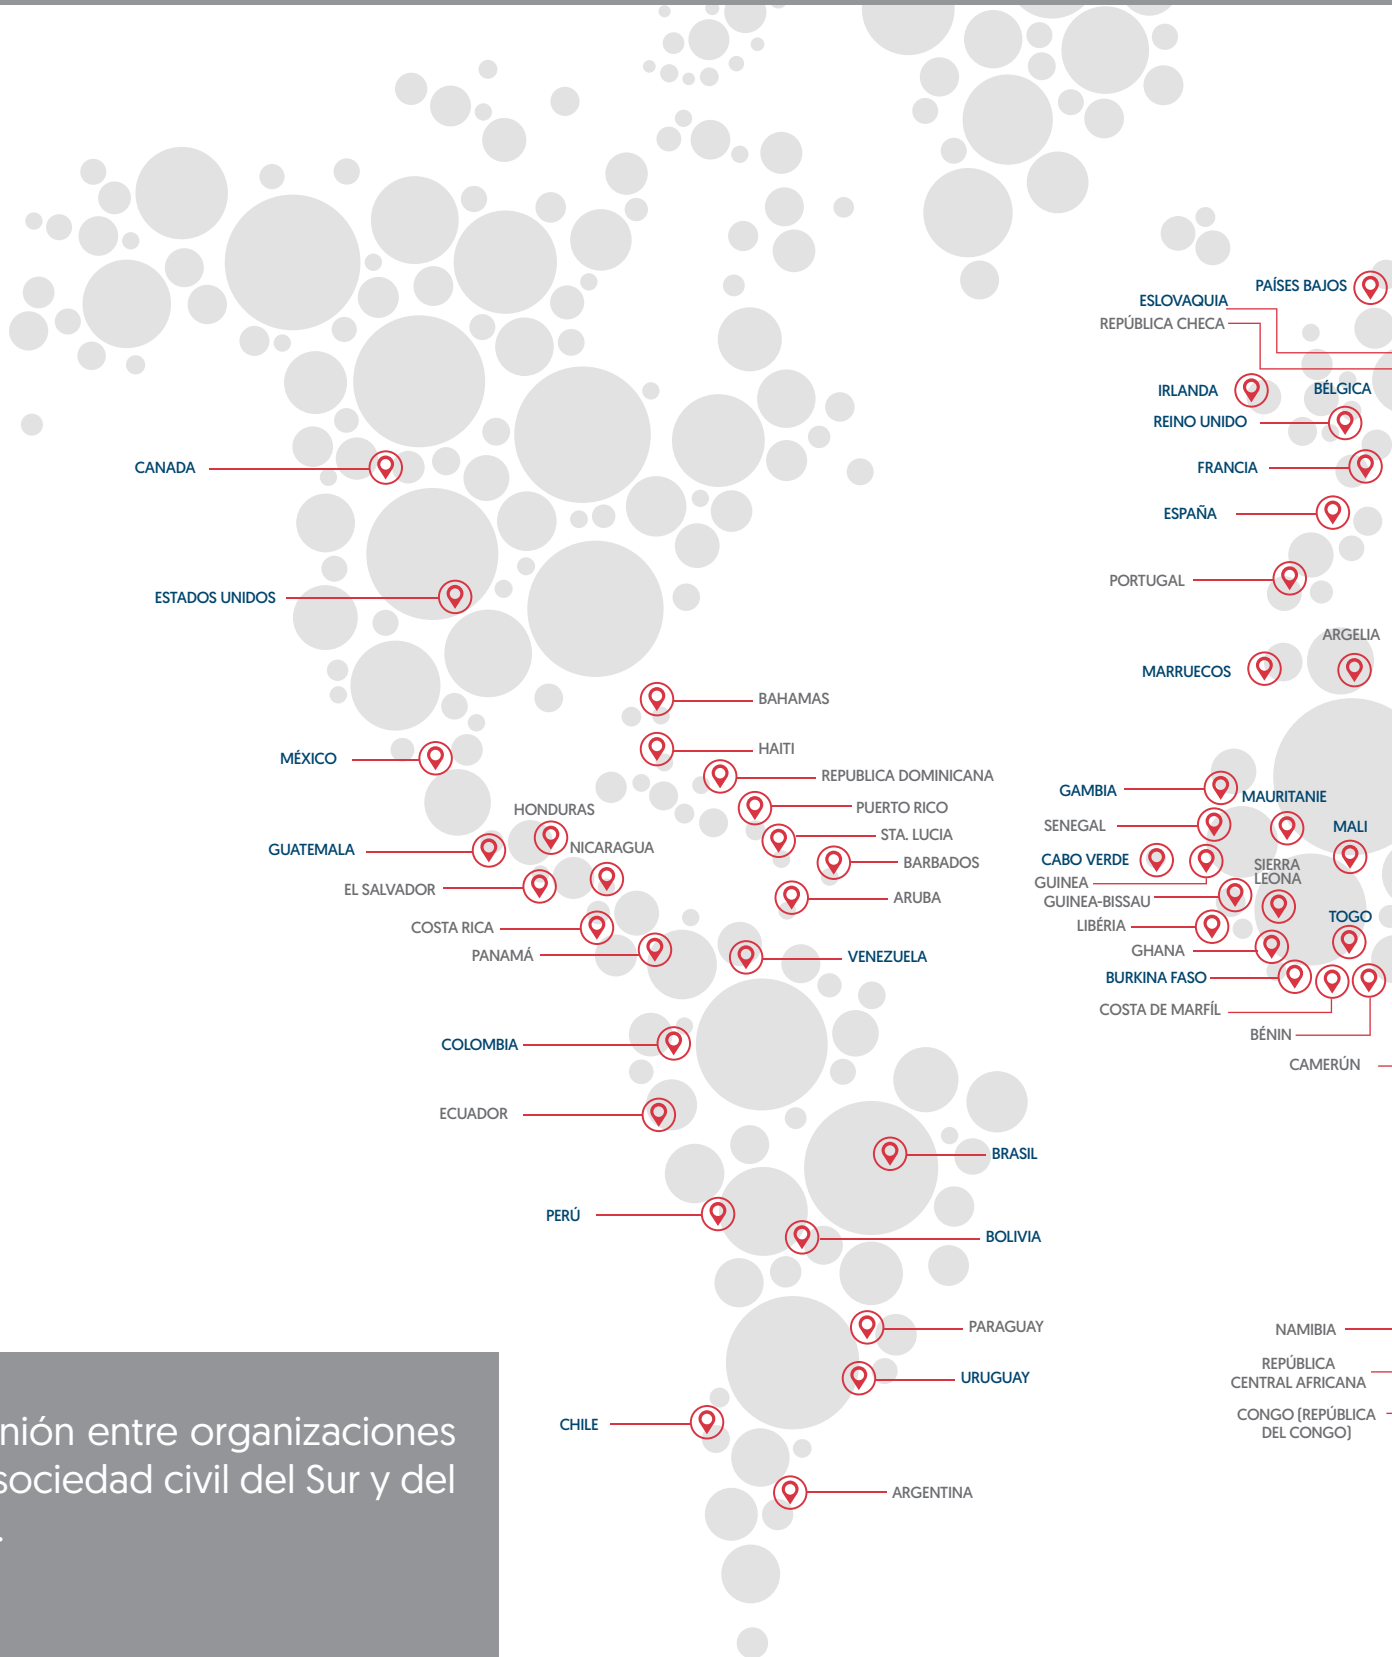 PAÍSES BAJOS
ESLOVAQUIA
REPÚBLICA CHECA
IRLANDA
BÉLGICA
REINO UNIDO
CANADA
FRANCIA
ESPAÑA
PORTUGAL
ESTADOS UNIDOS
ARGELIA
MARRUECOS
BAHAMAS
HAITI
MÉXICO
REPUBLICA DOMINICANA
PUERTO RICO
HONDURAS
STA. LUCIA
NICARAGUA
GUATEMALA
BARBADOS
EL SALVADOR
ARUBA
COSTA RICA
PANAMÁ
VENEZUELA
GAMBIA
MAURITANIE
SENEGAL
MALI
CABO VERDE
SIERRA
LEONA
GUINEA
GUINEA-BISSAU
TOGO
LIBÉRIA
GHANA
BURKINA FASO
COSTA DE MARFÍL
BÉNIN
CAMERÚN
COLOMBIA
ECUADOR
BRASIL
PERÚ
BOLIVIA
PARAGUAY
URUGUAY
CHILE
ARGENTINA
NAMIBIA
REPÚBLICA
CENTRAL AFRICANA
CONGO (REPÚBLICA
DEL CONGO)
nión entre organizaciones
sociedad civil del Sur y del
.